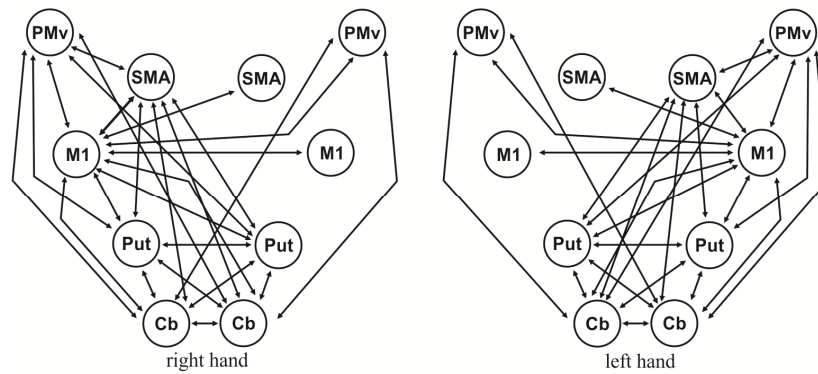 PMv PMv PMv PMv
SMA SMA SMA SMA
M1 M1 M1 M1
Put Put Put Put
Cb Cb Cb Cb
right hand left hand